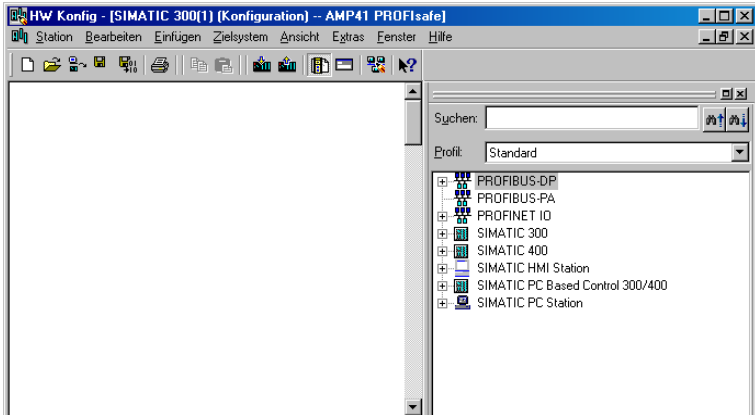 HW Konfig - [SIMATIC 300(1) (Konfiguration) -- AMP41 PROFIsafe]
Station Bearbeiten Einfügen Zielsystem Ansicht Extras Fenster Hilfe
Suchen:
Profil: Standard
PROFIBUS-DP
PROFIBUS-PA
PROFINET IO
SIMATIC 300
SIMATIC 400
SIMATIC HMI Station
SIMATIC PC Based Control 300/400
SIMATIC PC Station